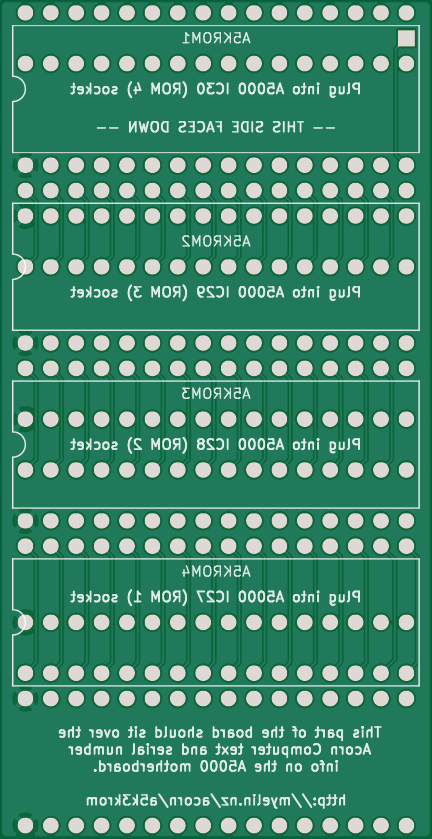 A5KROM1
Plug into A5000 IC30 (ROM 4) socket
-- THIS SIDE FACES DOWN --
A5KROM2
Plug into A5000 IC29 (ROM 3) socket
A5KROM3
Plug into A5000 IC28 (ROM 2) socket
A5KROM4
Plug into A5000 IC27 (ROM 1) socket
This part of the board should sit over the
Acorn Computer text and serial number
info on the A5000 motherboard.
http://myelin.nz/acorn/a5k3rom